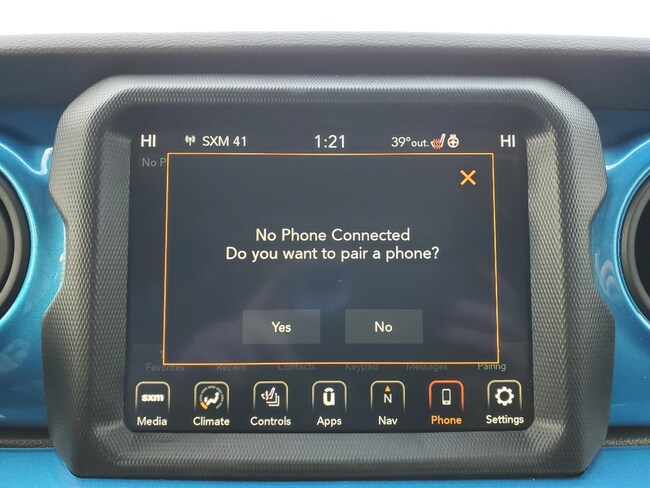 HI SXM 41 1:21 39°out. HI
No P
No Phone Connected
Do you want to pair a phone?
Yes No
Favorites Recent Contacts Keypad Messages Pairing
sxm N
Media Climate Controls Apps Nav Phone Settings